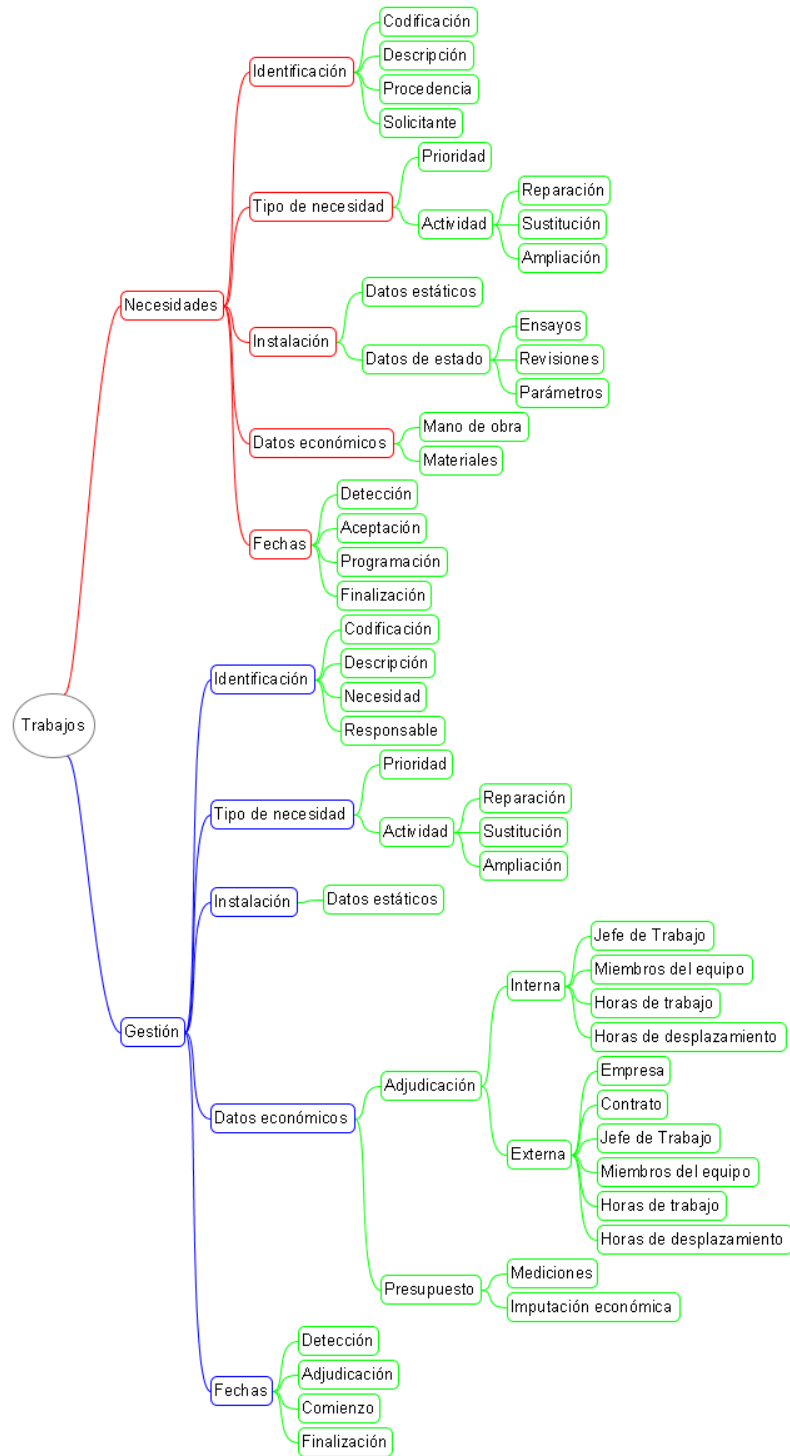 Codificación
Descripción
Identificación
Procedencia
Solicitante
Prioridad
Reparación
Tipo de necesidad
Actividad
Sustitución
Ampliación
Datos estáticos
Necesidades
Ensayos
Instalación
Datos de estado
Revisiones
Parámetros
Mano de obra
Datos económicos
Materiales
Detección
Aceptación
Fechas
Programación
Finalización
Codificación
Descripción
Identificación
Necesidad
Responsable
Trabajos
Prioridad
Reparación
Tipo de necesidad
Actividad
Sustitución
Ampliación
Instalación
Datos estáticos
Jefe de Trabajo
Miembros del equipo
Interna
Horas de trabajo
Horas de desplazamiento
Gestión
Empresa
Adjudicación
Contrato
Datos económicos
Jefe de Trabajo
Externa
Miembros del equipo
Horas de trabajo
Horas de desplazamiento
Mediciones
Presupuesto
Imputación económica
Detección
Adjudicación
Fechas
Comienzo
Finalización